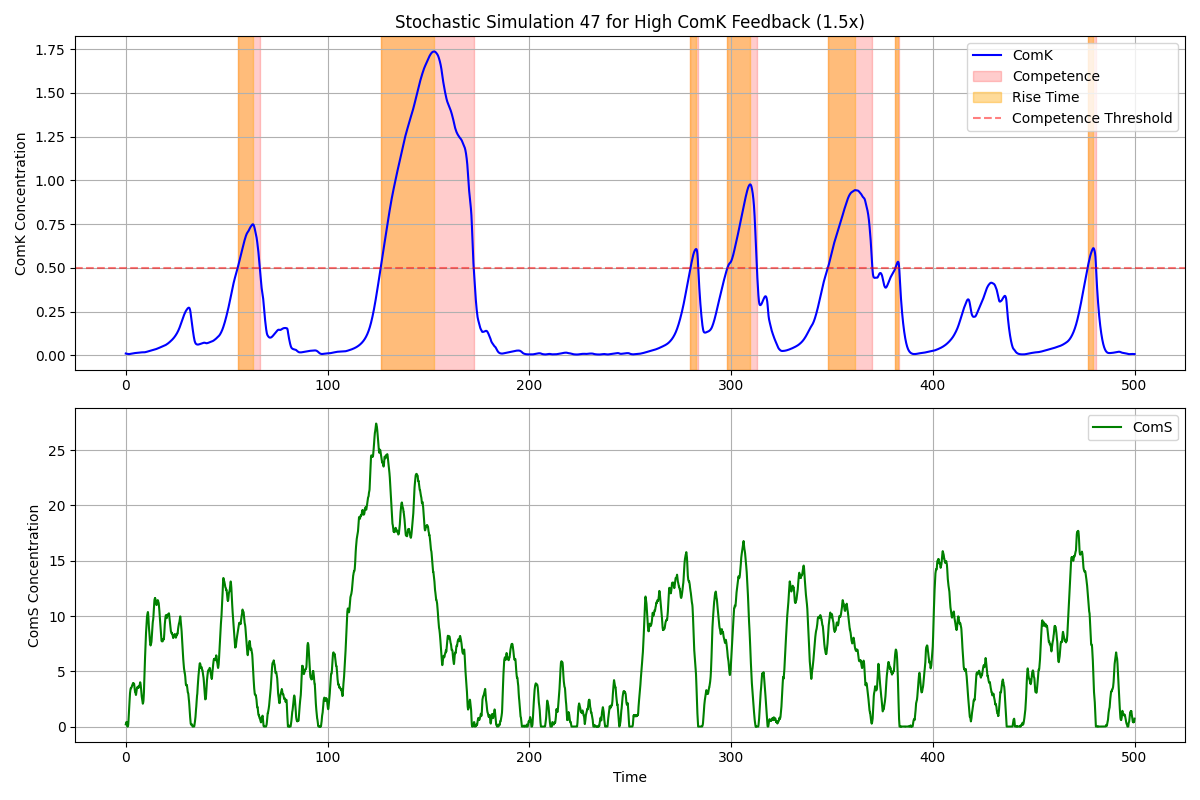 Stochastic Simulation 47 for High ComK Feedback (1.5x)
ComK Concentration
1.75
1.50
1.25
1.00
0.75
0.50
0.25
0.00
ComK
Competence
Rise Time
Competence Threshold
0 100 200 300 400 500
ComS Concentration
25
20
15
10
5
0
ComS
0 100 200 300 400 500
Time